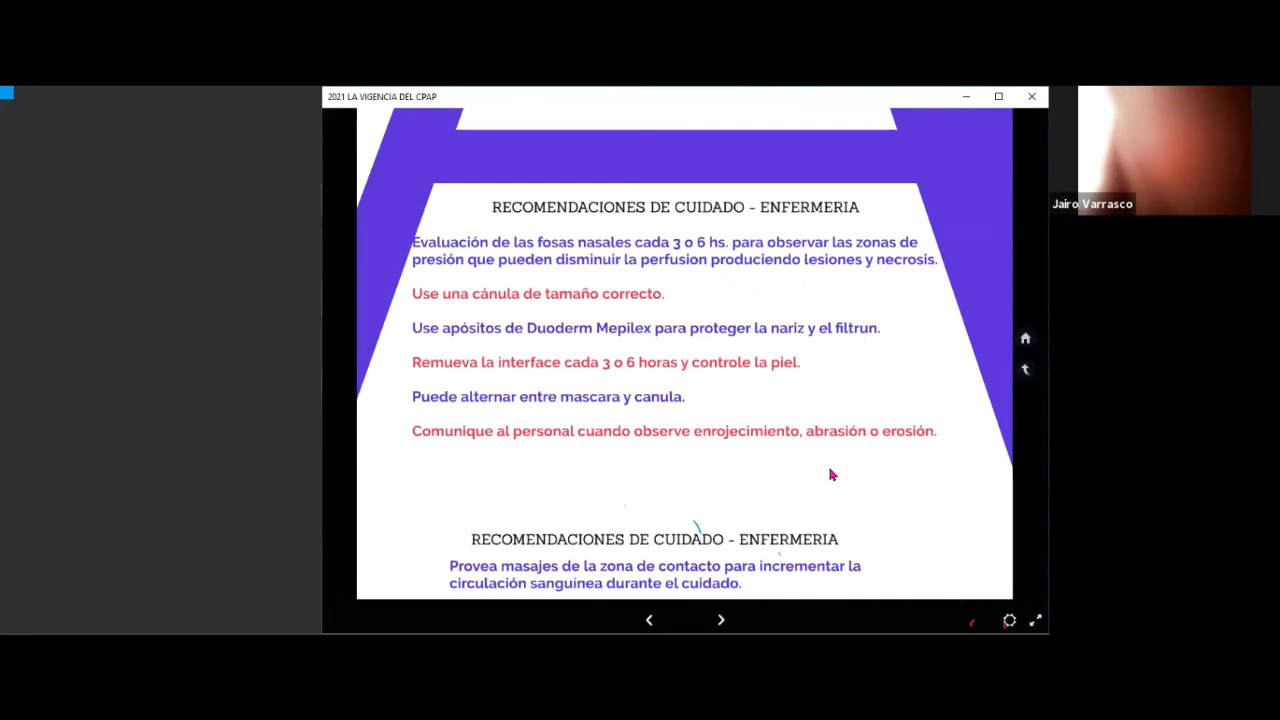 2021 LA VIGENCIA DEL CPAP
Jairo Varrasco
RECOMENDACIONES DE CUIDADO - ENFERMERIA
Evaluación de las fosas nasales cada 3 o 6 hs. para observar las zonas de
presión que pueden disminuir la perfusion produciendo lesiones y necrosis.
Use una cánula de tamaño correcto.
Use apósitos de Duoderm Mepilex para proteger la nariz y el filtrun.
Remueva la interface cada 3 o 6 horas y controle la piel.
Puede alternar entre mascara y canula.
Comunique al personal cuando observe enrojecimiento, abrasión o erosión.
RECOMENDACIONES DE CUIDADO - ENFERMERIA
Provea masajes de la zona de contacto para incrementar la
circulación sanguínea durante el cuidado.